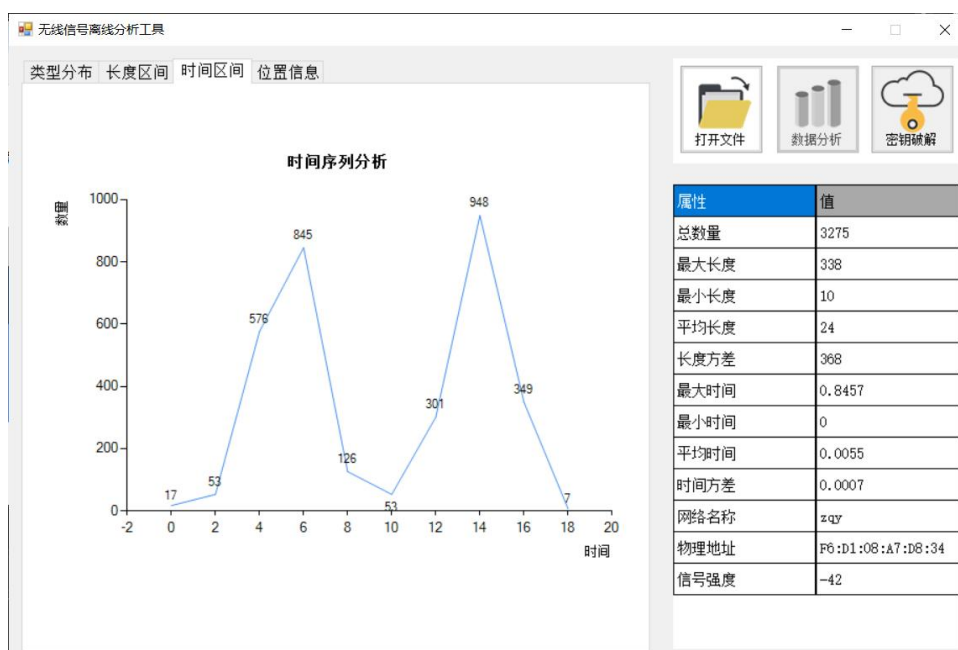 无线信号离线分析工具
类型分布 长度区间 时间区间 位置信息
打开文件 数据分析 密钥破解
时间序列分析
数量
1000
800
600
400
200
0
17
53
576
845
126
53
301
948
349
7
-2 0 2 4 6 8 10 12 14 16 18 20
时间
属性 值
总数量 3275
最大长度 338
最小长度 10
平均长度 24
长度方差 368
最大时间 0.8457
最小时间 0
平均时间 0.0055
时间方差 0.0007
网络名称 zqy
物理地址 F6:D1:08:A7:D8:34
信号强度 -42